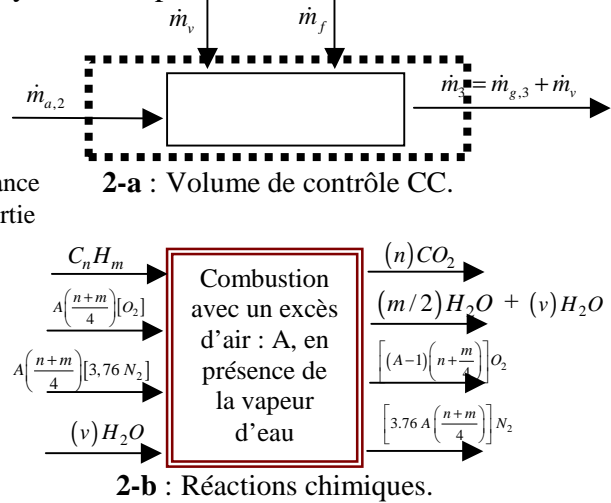 ṁ_v ṁ_f
ṁ_{a,2} ṁ_3 = ṁ_{g,3} + ṁ_v
ance 2-a : Volume de contrôle CC.
rtie
C_nH_m
A((n+m)/4)[O_2]
A((n+m)/4)[3,76 N_2]
(v)H_2O
Combustion
avec un excès
d’air : A, en
présence de
la vapeur
d’eau
(n)CO_2
(m/2)H_2O + (v)H_2O
[(A−1)(n+m/4)]O_2
[3.76 A((n+m)/4)]N_2
2-b : Réactions chimiques.